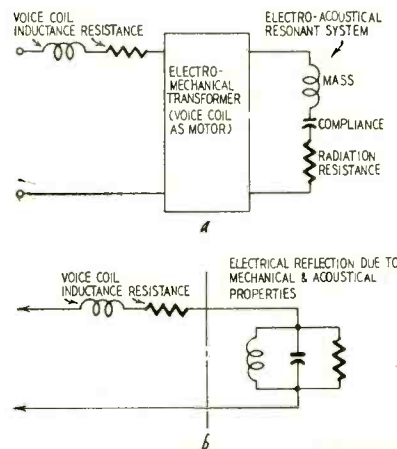 VOICE COIL
INDUCTANCE RESISTANCE
ELECTRO-ACOUSTICAL
RESONANT SYSTEM
ELECTRO-
MECHANICAL
TRANSFORMER
(VOICE COIL
AS MOTOR)
MASS
COMPLIANCE
RADIATION
RESISTANCE
a
VOICE COIL
INDUCTANCE RESISTANCE
ELECTRICAL REFLECTION DUE TO
MECHANICAL & ACOUSTICAL
PROPERTIES
b